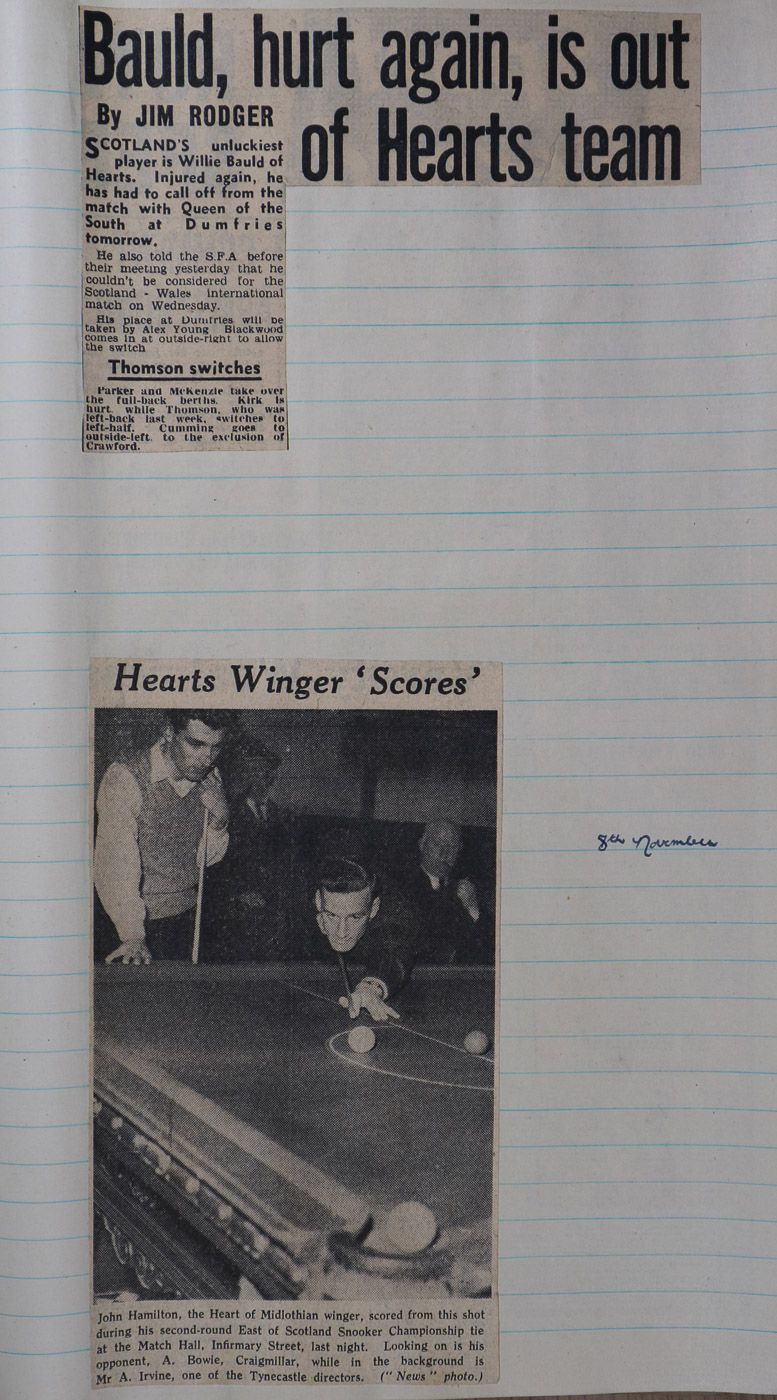 Bauld, hurt again, is out
of Hearts team
By JIM RODGER
SCOTLAND'S unluckiest
player is Willie Bauld of
Hearts. Injured again, he
has had to call off from the
match with Queen of the
South at Dumfries
tomorrow.
He also told the S.F.A before
their meeting yesterday that he
couldn't be considered for the
Scotland - Wales international
match on Wednesday.
His place at Dumfries will be
taken by Alex Young Blackwood
comes in at outside-right to allow
the switch
Thomson switches
Parker and McKenzie take over
the full-back berths. Kirk is
hurt, while Thomson, who was
left-back last week, switches to
left-half. Cumming goes to
outside-left, to the exclusion of
Crawford.
Hearts Winger 'Scores'
8th November
John Hamilton, the Heart of Midlothian winger, scored from this shot
during his second-round East of Scotland Snooker Championship tie
at the Match Hall, Infirmary Street, last night. Looking on is his
opponent, A. Bowie, Craigmillar, while in the background is
Mr A. Irvine, one of the Tynecastle directors. ("News" photo.)